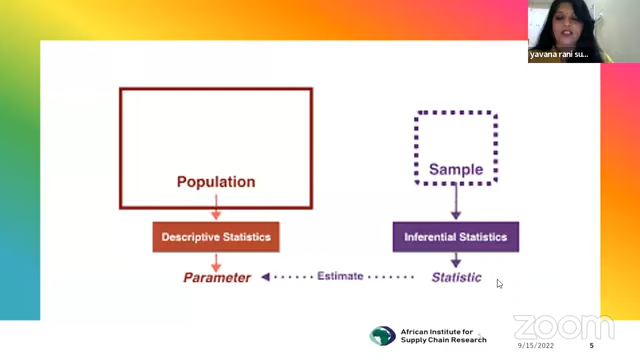 yavana rani su...
Population
Sample
Descriptive Statistics
Inferential Statistics
Parameter
Estimate
Statistic
African Institute for
Supply Chain Research
zoom
9/15/2022
5